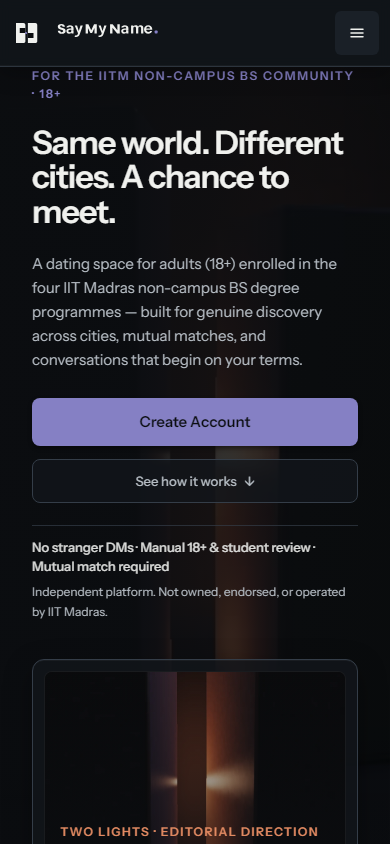 Say My Name.
FOR THE IITM NON-CAMPUS BS COMMUNITY
· 18+
Same world. Different
cities. A chance to
meet.
A dating space for adults (18+) enrolled in the
four IIT Madras non-campus BS degree
programmes — built for genuine discovery
across cities, mutual matches, and
conversations that begin on your terms.
Create Account
See how it works ↓
No stranger DMs · Manual 18+ & student review ·
Mutual match required
Independent platform. Not owned, endorsed, or operated
by IIT Madras.
TWO LIGHTS · EDITORIAL DIRECTION